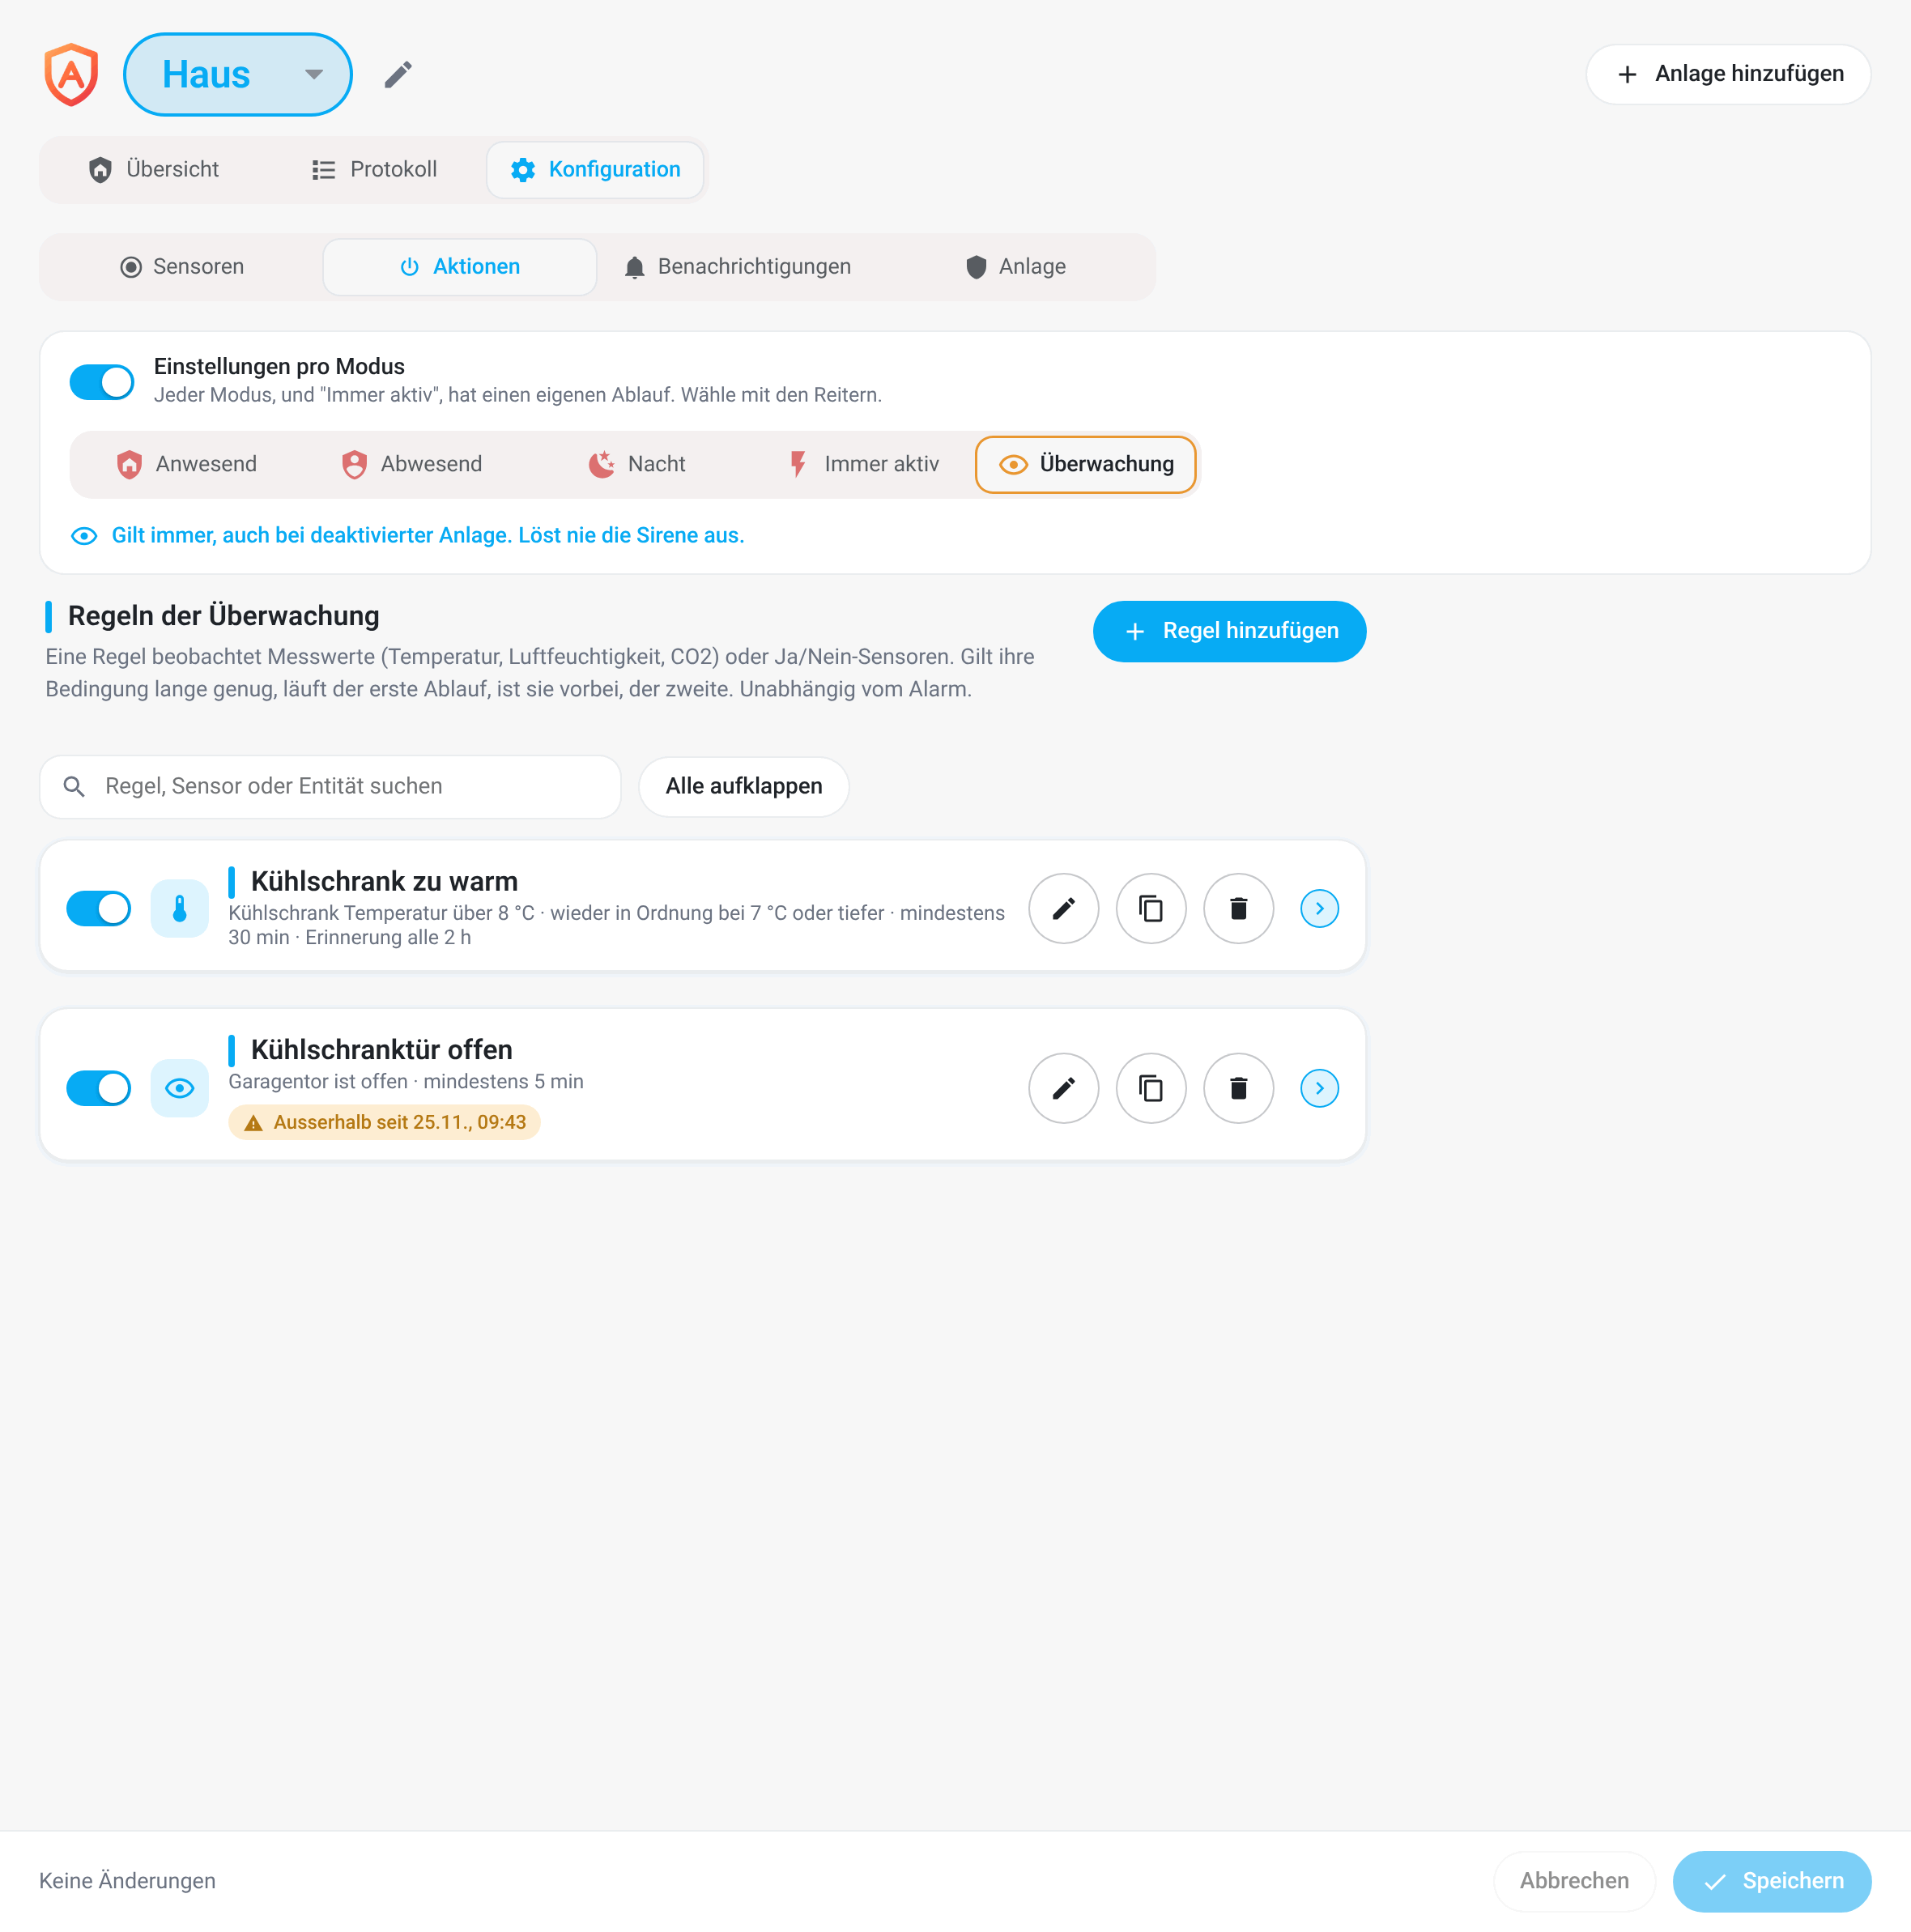 Haus
Anlage hinzufügen
Übersicht
Protokoll
Konfiguration
Sensoren
Aktionen
Benachrichtigungen
Anlage
Einstellungen pro Modus
Jeder Modus, und "Immer aktiv", hat einen eigenen Ablauf. Wähle mit den Reitern.
Anwesend
Abwesend
Nacht
Immer aktiv
Überwachung
Gilt immer, auch bei deaktivierter Anlage. Löst nie die Sirene aus.
Regeln der Überwachung
Regel hinzufügen
Eine Regel beobachtet Messwerte (Temperatur, Luftfeuchtigkeit, CO2) oder Ja/Nein-Sensoren. Gilt ihre
Bedingung lange genug, läuft der erste Ablauf, ist sie vorbei, der zweite. Unabhängig vom Alarm.
Regel, Sensor oder Entität suchen
Alle aufklappen
Kühlschrank zu warm
Kühlschrank Temperatur über 8 °C · wieder in Ordnung bei 7 °C oder tiefer · mindestens
30 min · Erinnerung alle 2 h
Kühlschranktür offen
Garagentor ist offen · mindestens 5 min
Ausserhalb seit 25.11., 09:43
Keine Änderungen
Abbrechen
Speichern